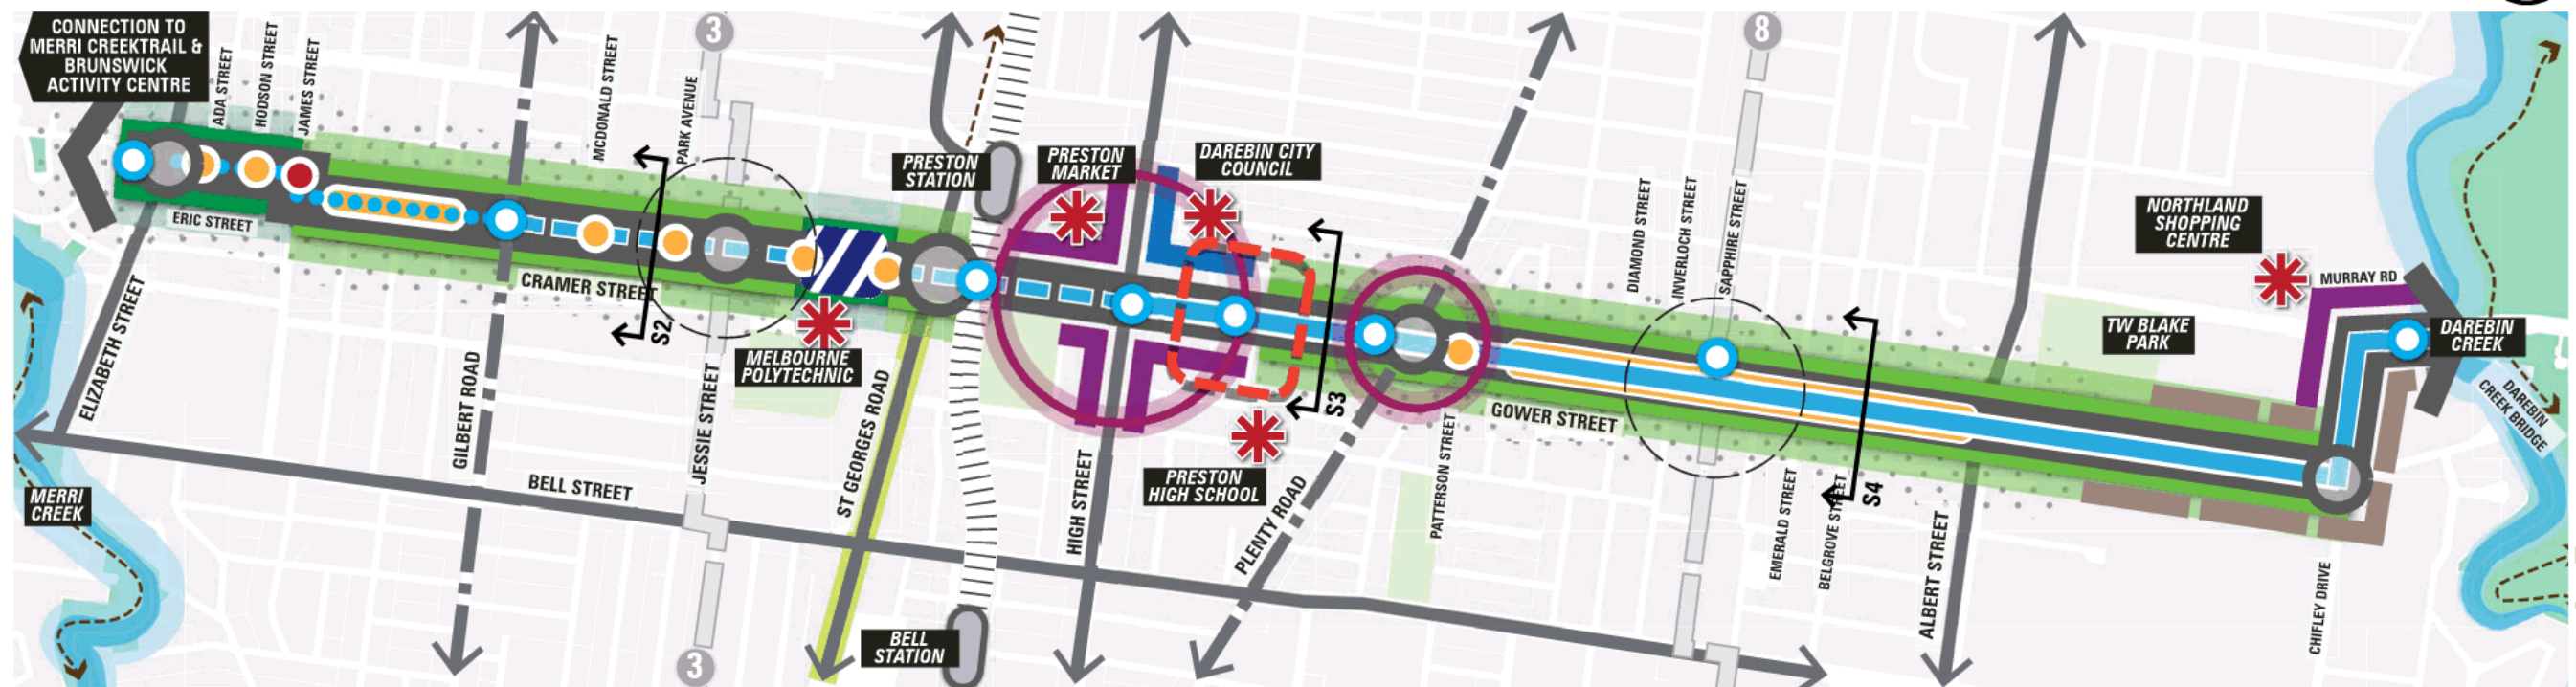 CONNECTION TO
MERRI CREEKTRAIL &
BRUNSWICK
ACTIVITY CENTRE
ADA STREET
HODSON STREET
JAMES STREET
MCDONALD STREET
PARK AVENUE
3
8
PRESTON
STATION
PRESTON
MARKET
DAREBIN CITY
COUNCIL
DIAMOND STREET
INVERLOCH STREET
SAPPHIRE STREET
NORTHLAND
SHOPPING
CENTRE
MURRAY RD
ERIC STREET
CRAMER STREET
S2
ELIZABETH STREET
GILBERT ROAD
JESSIE STREET
MELBOURNE
POLYTECHNIC
ST GEORGES ROAD
HIGH STREET
PRESTON
HIGH SCHOOL
S3
PLENTY ROAD
PATTERSON STREET
GOWER STREET
TW BLAKE
PARK
DAREBIN
CREEK
DAREBIN
CREEK BRIDGE
S4
EMERALD STREET
BELGROVE STREET
ALBERT STREET
CHIFLEY DRIVE
MERRI
CREEK
BELL STREET
BELL
STATION
3